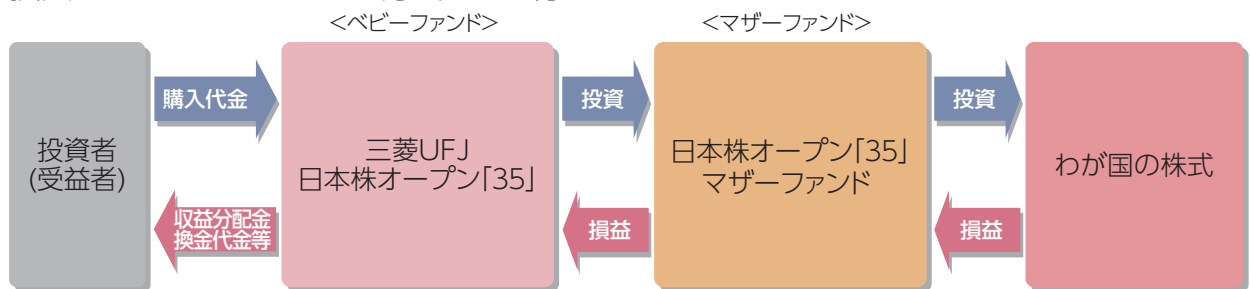 <ベビーファンド>
<マザーファンド>
投資者
(受益者)
購入代金
収益分配金
換金代金等
三菱UFJ
日本株オープン「35」
投資
損益
日本株オープン「35」
マザーファンド
投資
損益
わが国の株式